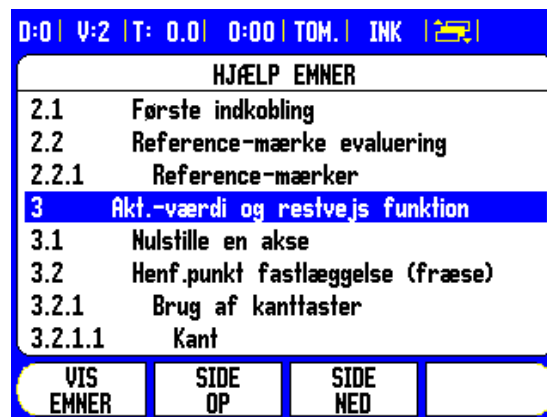 D:0 | V:2 | T: 0.0 | 0:00 | TOM. | INK
HJÆLP EMNER
2.1 Første indkobling
2.2 Reference-mærke evaluering
2.2.1 Reference-mærker
3 Akt.-værdi og restvejs funktion
3.1 Nulstille en akse
3.2 Henf.punkt fastlæggelse (fræse)
3.2.1 Brug af kanttaster
3.2.1.1 Kant
VIS EMNER
SIDE OP
SIDE NED